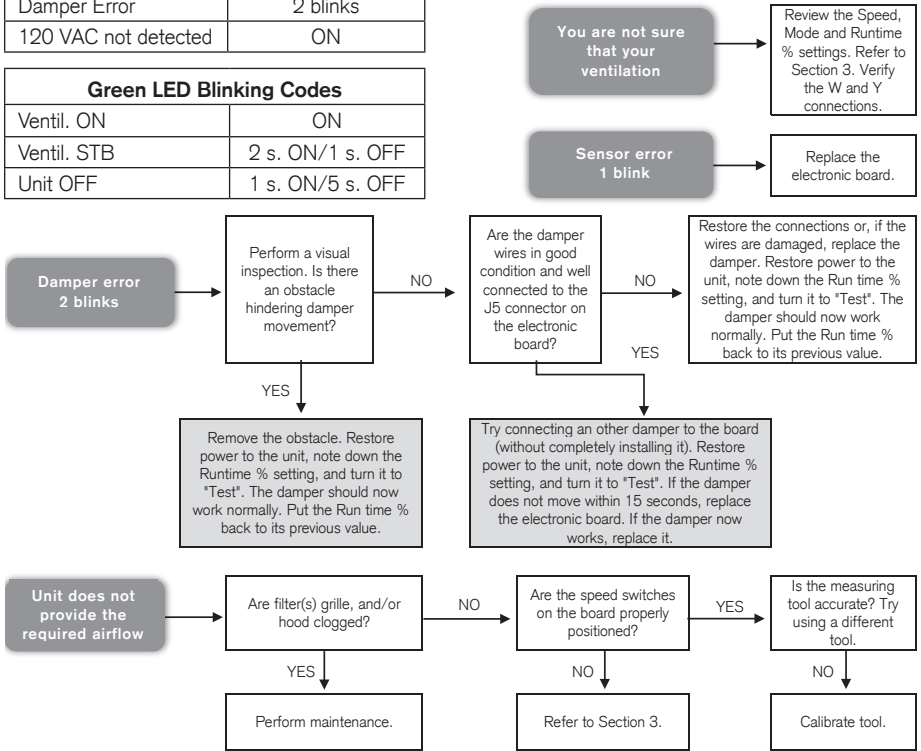 Damper Error 2 blinks
120 VAC not detected ON
Green LED Blinking Codes
Ventil. ON ON
Ventil. STB 2 s. ON/1 s. OFF
Unit OFF 1 s. ON/5 s. OFF
You are not sure
that your
ventilation
Review the Speed,
Mode and Runtime
% settings. Refer to
Section 3. Verify
the W and Y
connections.
Sensor error
1 blink
Replace the
electronic board.
Damper error
2 blinks
Perform a visual
inspection. Is there
an obstacle
hindering damper
movement?
NO
Are the damper
wires in good
condition and well
connected to the
J5 connector on
the electronic
board?
NO
Restore the connections or, if the
wires are damaged, replace the
damper. Restore power to the
unit, note down the Run time %
setting, and turn it to "Test". The
damper should now work
normally. Put the Run time %
back to its previous value.
YES
YES
Remove the obstacle. Restore
power to the unit, note down the
Runtime % setting, and turn it to
"Test". The damper should now
work normally. Put the Run time %
back to its previous value.
Try connecting an other damper to the board
(without completely installing it). Restore
power to the unit, note down the Runtime %
setting, and turn it to "Test". If the damper
does not move within 15 seconds, replace
the electronic board. If the damper now
works, replace it.
Unit does not
provide the
required airflow
Are filter(s) grille, and/or
hood clogged?
NO
Are the speed switches
on the board properly
positioned?
YES
Is the measuring
tool accurate? Try
using a different
tool.
YES
NO
NO
Perform maintenance.
Refer to Section 3.
Calibrate tool.